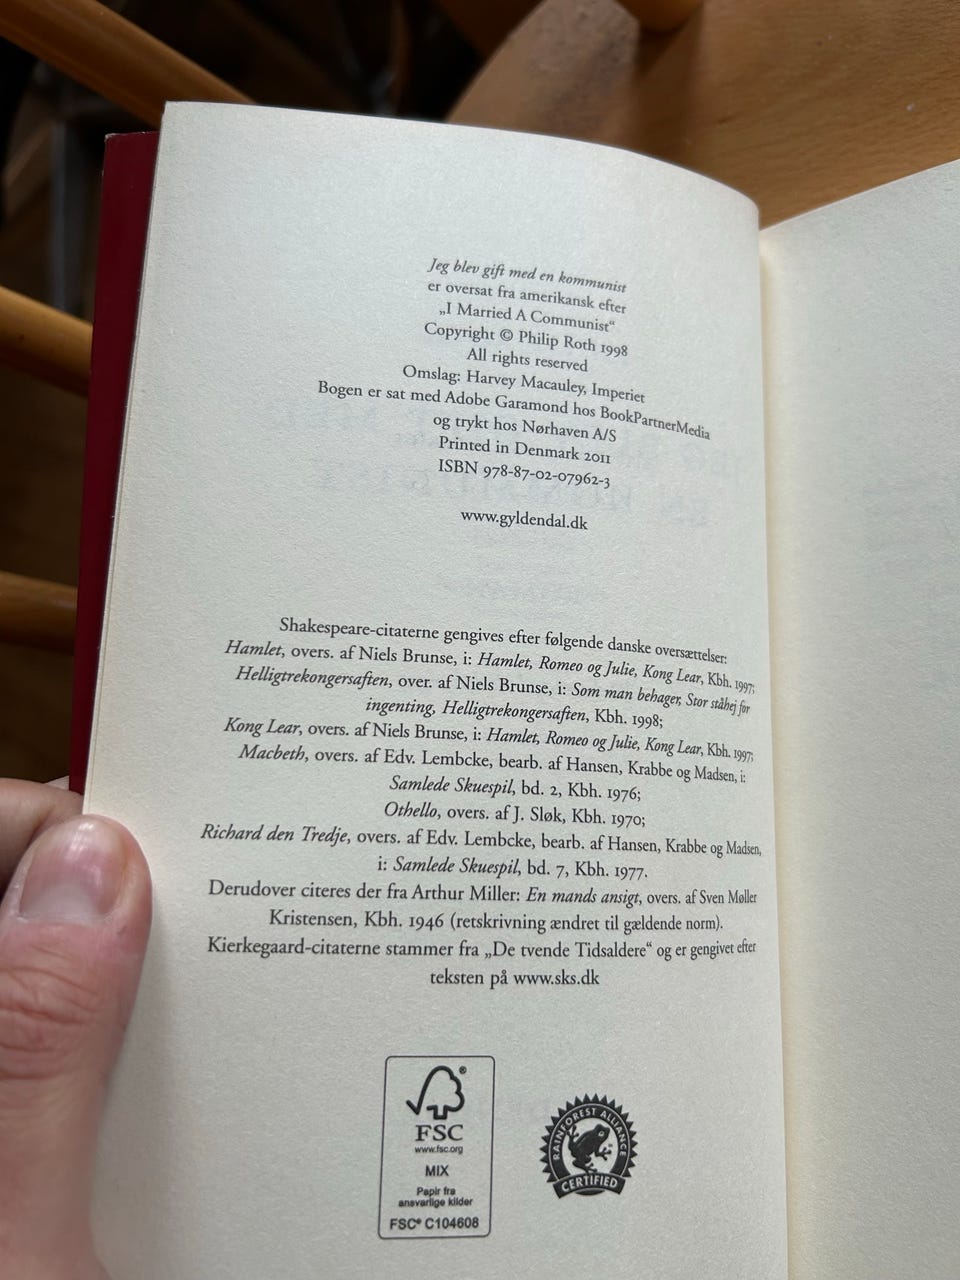 Jeg blev gift med en kommunist
er oversat fra amerikansk efter
„I Married A Communist“
Copyright © Philip Roth 1998
All rights reserved
Omslag: Harvey Macauley, Imperiet
Bogen er sat med Adobe Garamond hos BookPartnerMedia
og trykt hos Nørhaven A/S
Printed in Denmark 2011
ISBN 978-87-02-07962-3
www.gyldendal.dk
Shakespeare-citaterne gengives efter følgende danske oversættelser:
Hamlet, overs. af Niels Brunse, i: Hamlet, Romeo og Julie, Kong Lear, Kbh. 1997;
Helligtrekongersaften, over. af Niels Brunse, i: Som man behager, Stor ståhej for
ingenting, Helligtrekongersaften, Kbh. 1998;
Kong Lear, overs. af Niels Brunse, i: Hamlet, Romeo og Julie, Kong Lear, Kbh. 1997;
Macbeth, overs. af Edv. Lembcke, bearb. af Hansen, Krabbe og Madsen, i:
Samlede Skuespil, bd. 2, Kbh. 1976;
Othello, overs. af J. Sløk, Kbh. 1970;
Richard den Tredje, overs. af Edv. Lembcke, bearb. af Hansen, Krabbe og Madsen,
i: Samlede Skuespil, bd. 7, Kbh. 1977.
Derudover citeres der fra Arthur Miller: En mands ansigt, overs. af Sven Møller
Kristensen, Kbh. 1946 (retskrivning ændret til gældende norm).
Kierkegaard-citaterne stammer fra „De tvende Tidsaldere“ og er gengivet efter
teksten på www.sks.dk
®
FSC
www.fsc.org
MIX
Papir fra
ansvarlige kilder
FSC® C104608
RAINFOREST ALLIANCE
CERTIFIED